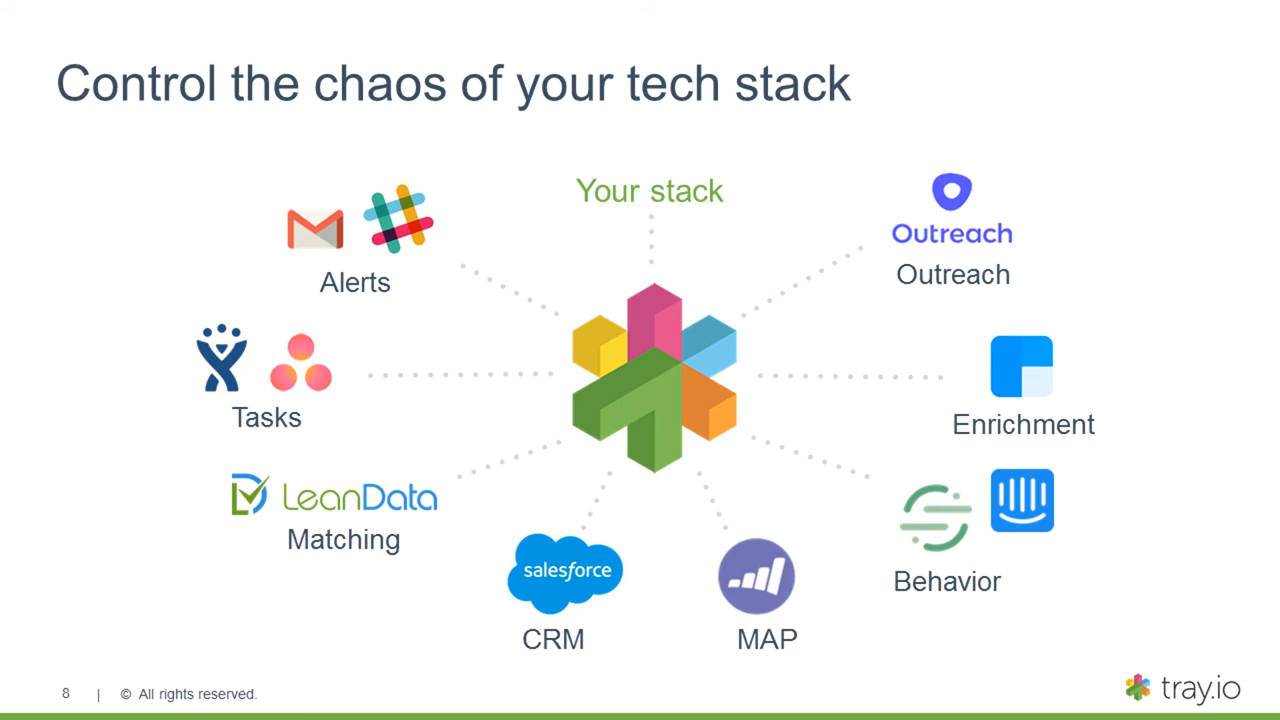 Control the chaos of your tech stack
Your stack
Alerts
Outreach
Outreach
Tasks
Enrichment
LeanData
Matching
Behavior
salesforce
CRM
MAP
8 | © All rights reserved.
tray.io